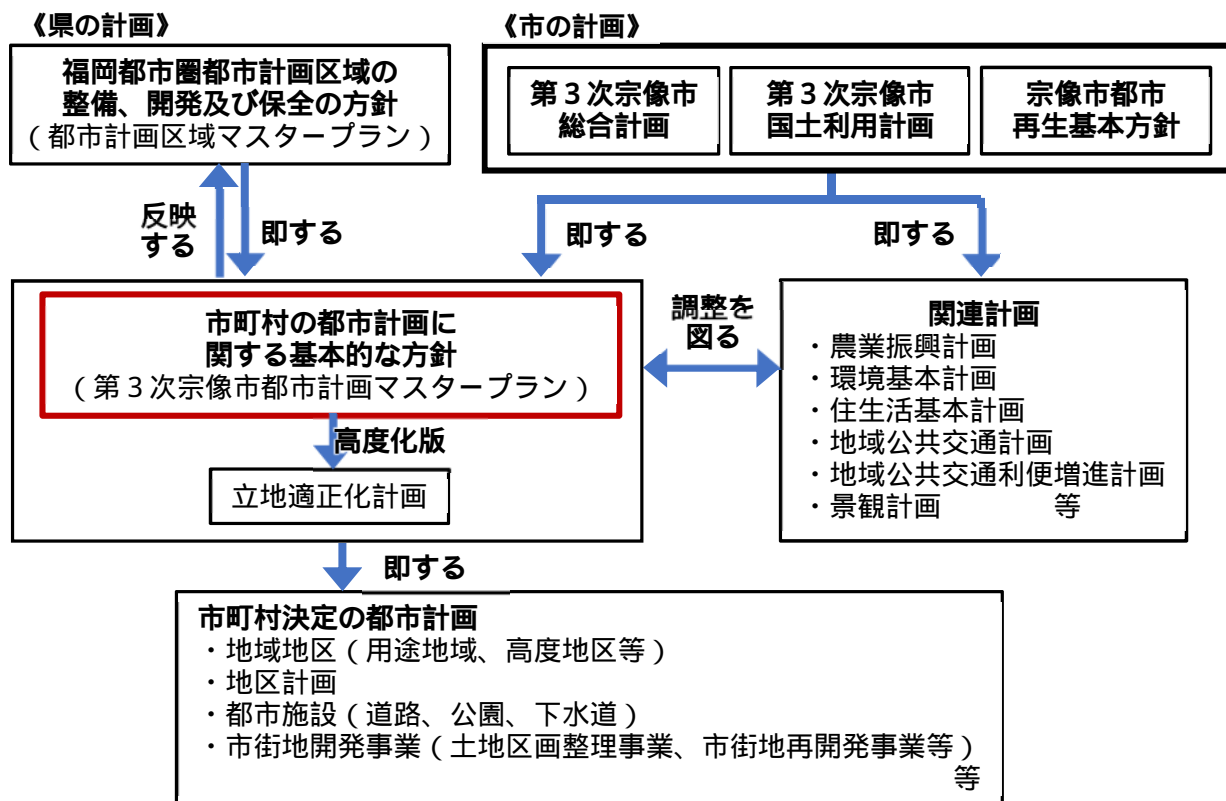 《県の計画》
福岡都市圏都市計画区域の
整備、開発及び保全の方針
（都市計画区域マスタープラン）
《市の計画》
第３次宗像市
総合計画
第３次宗像市
国土利用計画
宗像市都市
再生基本方針
反映
する
即する
即する
即する
市町村の都市計画に
関する基本的な方針
（第３次宗像市都市計画マスタープラン）
高度化版
立地適正化計画
調整を
図る
関連計画
・農業振興計画
・環境基本計画
・住生活基本計画
・地域公共交通計画
・地域公共交通利便増進計画
・景観計画　　　　等
即する
市町村決定の都市計画
・地域地区（用途地域、高度地区等）
・地区計画
・都市施設（道路、公園、下水道）
・市街地開発事業（土地区画整理事業、市街地再開発事業等）
等